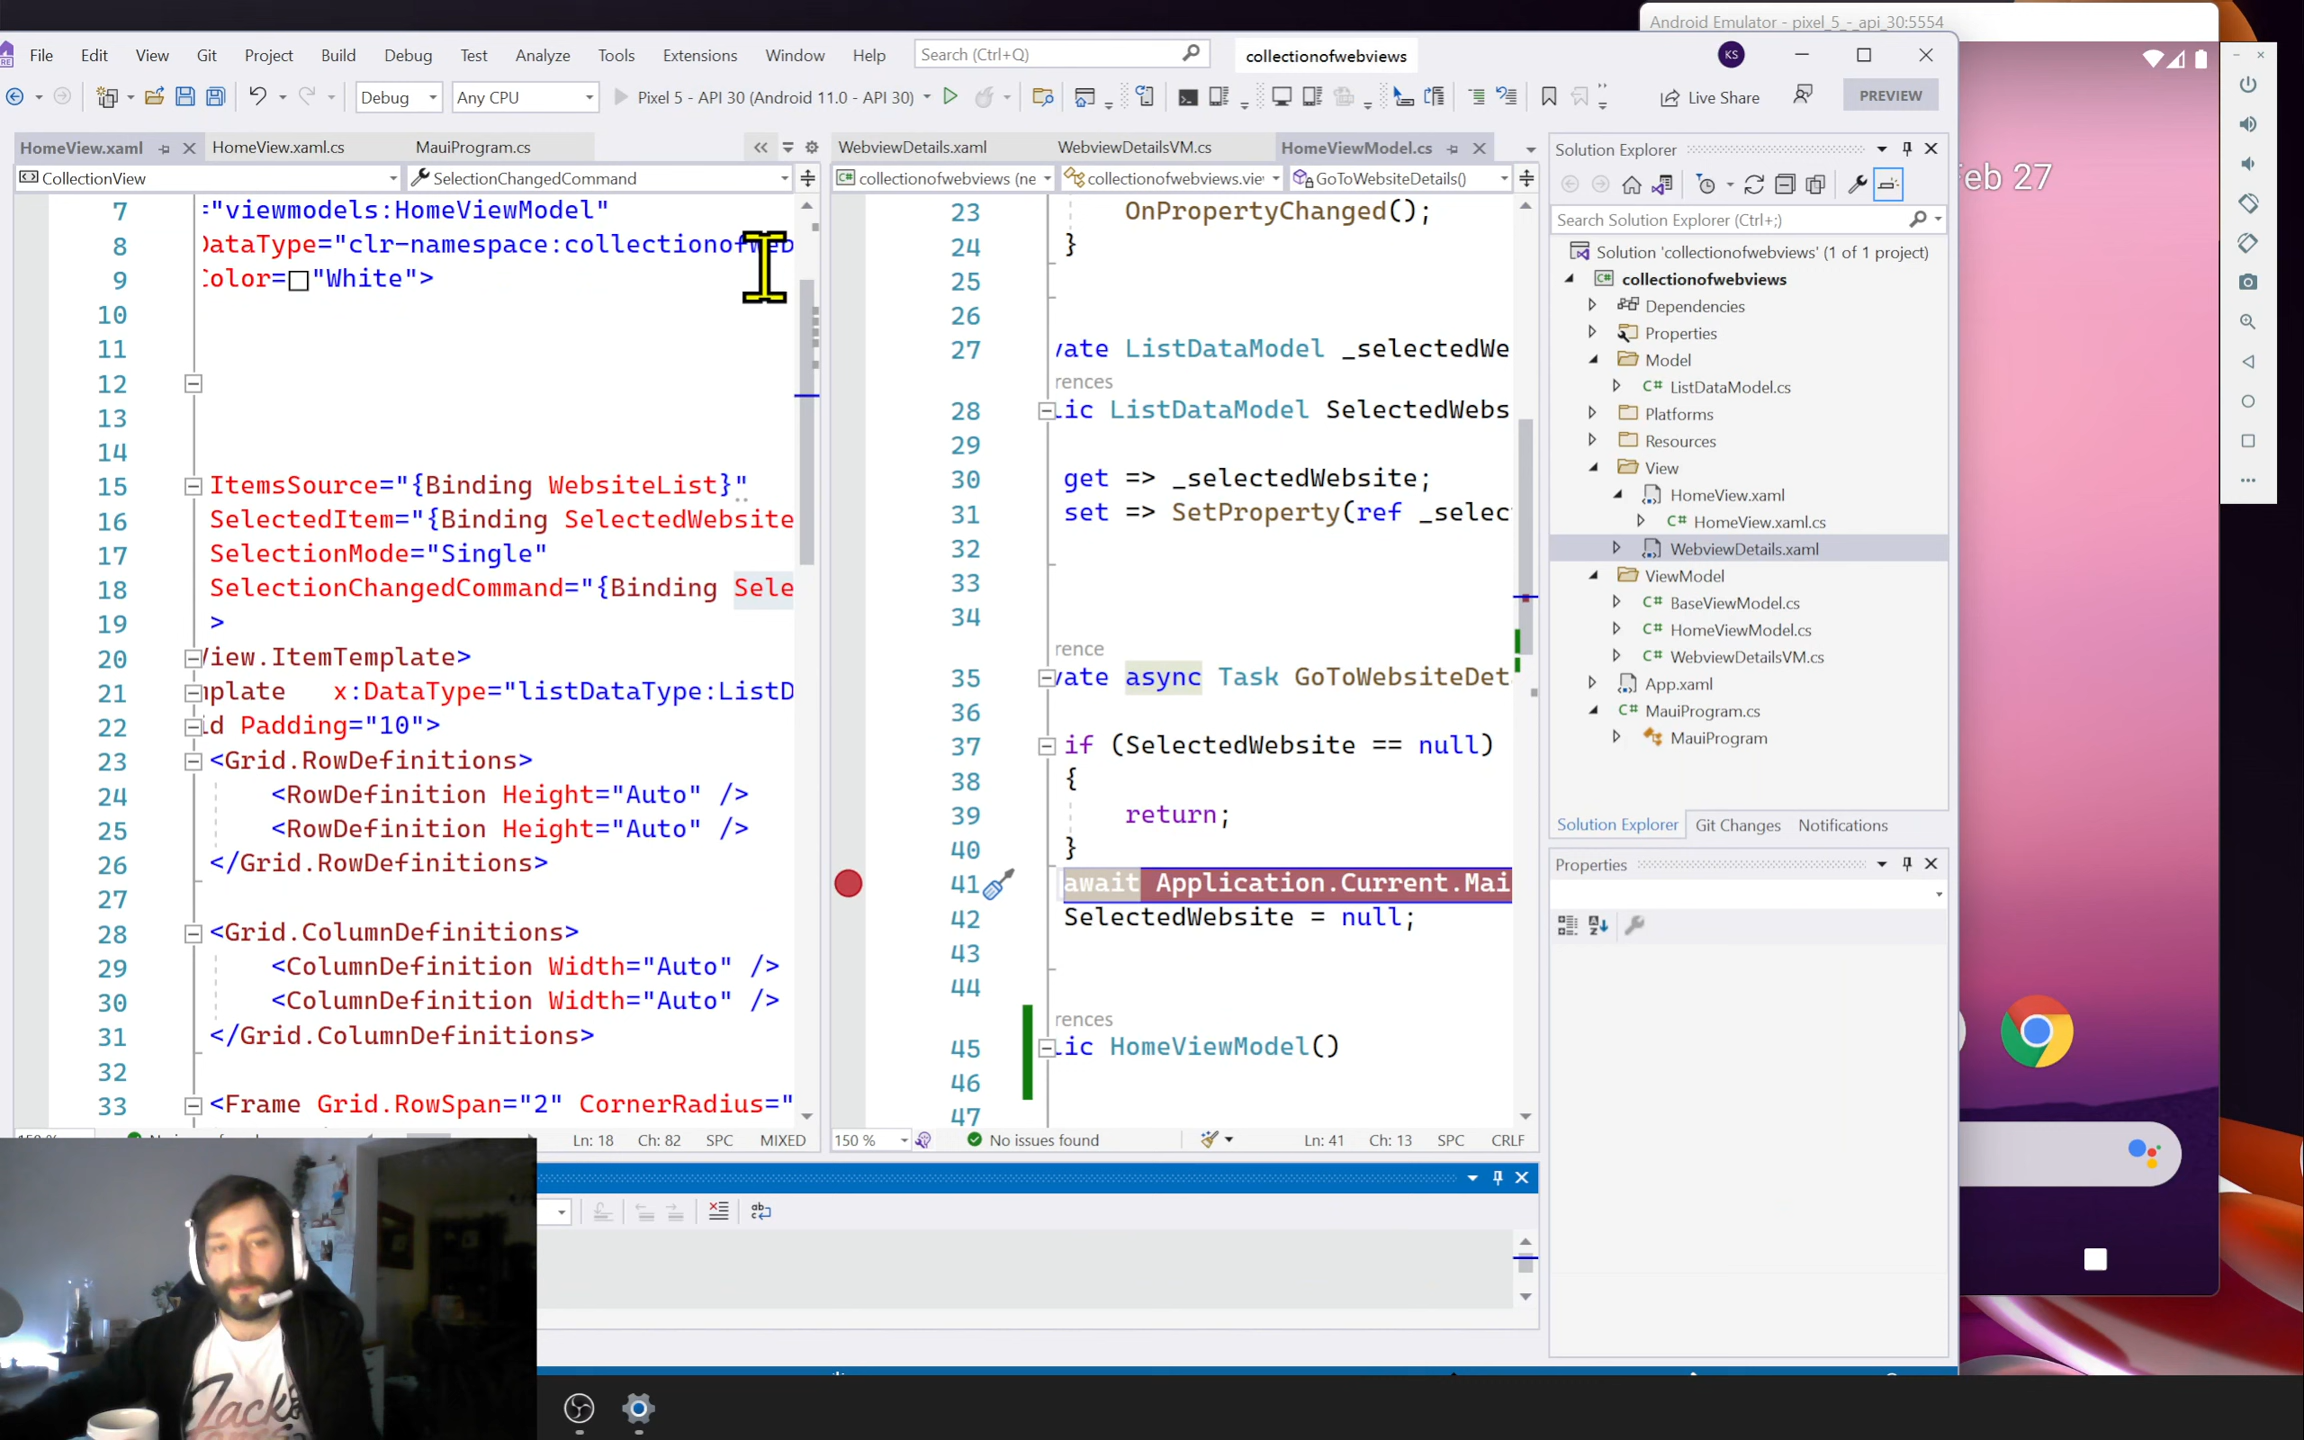 Android Emulator - pixel_5_-_api_30:5554
File Edit View Git Project Build Debug Test Analyze Tools Extensions Window Help Search (Ctrl+Q) collectionofwebviews KS
Debug Any CPU Pixel 5 - API 30 (Android 11.0 - API 30) Live Share PREVIEW
HomeView.xaml HomeView.xaml.cs MauiProgram.cs
CollectionView SelectionChangedCommand
7 ="viewmodels:HomeViewModel"
8 DataType="clr-namespace:collectionofweb
9 Color="White">
10
11
12
13
14
15 ItemsSource="{Binding WebsiteList}"
16 SelectedItem="{Binding SelectedWebsite
17 SelectionMode="Single"
18 SelectionChangedCommand="{Binding Sele
19 >
20 View.ItemTemplate>
21 mplate x:DataType="listDataType:ListD
22 id Padding="10">
23 <Grid.RowDefinitions>
24 <RowDefinition Height="Auto" />
25 <RowDefinition Height="Auto" />
26 </Grid.RowDefinitions>
27
28 <Grid.ColumnDefinitions>
29 <ColumnDefinition Width="Auto" />
30 <ColumnDefinition Width="Auto" />
31 </Grid.ColumnDefinitions>
32
33 <Frame Grid.RowSpan="2" CornerRadius="
Ln: 18 Ch: 82 SPC MIXED
WebviewDetails.xaml WebviewDetailsVM.cs HomeViewModel.cs
collectionofwebviews (ne collectionofwebviews.vie GoToWebsiteDetails()
23 OnPropertyChanged();
24 }
25
26
27 vate ListDataModel _selectedWe
rences
28 lic ListDataModel SelectedWebs
29
30 get => _selectedWebsite;
31 set => SetProperty(ref _selec
32
33
34
rence
35 vate async Task GoToWebsiteDet
36
37 if (SelectedWebsite == null)
38 {
39 return;
40 }
41 await Application.Current.Mai
42 SelectedWebsite = null;
43
44
rences
45 lic HomeViewModel()
46
47
150 % No issues found Ln: 41 Ch: 13 SPC CRLF
Solution Explorer
Search Solution Explorer (Ctrl+;)
Solution 'collectionofwebviews' (1 of 1 project)
collectionofwebviews
Dependencies
Properties
Model
C# ListDataModel.cs
Platforms
Resources
View
HomeView.xaml
C# HomeView.xaml.cs
WebviewDetails.xaml
ViewModel
C# BaseViewModel.cs
C# HomeViewModel.cs
C# WebviewDetailsVM.cs
App.xaml
C# MauiProgram.cs
MauiProgram
Solution Explorer Git Changes Notifications
Properties
Feb 27
Jack